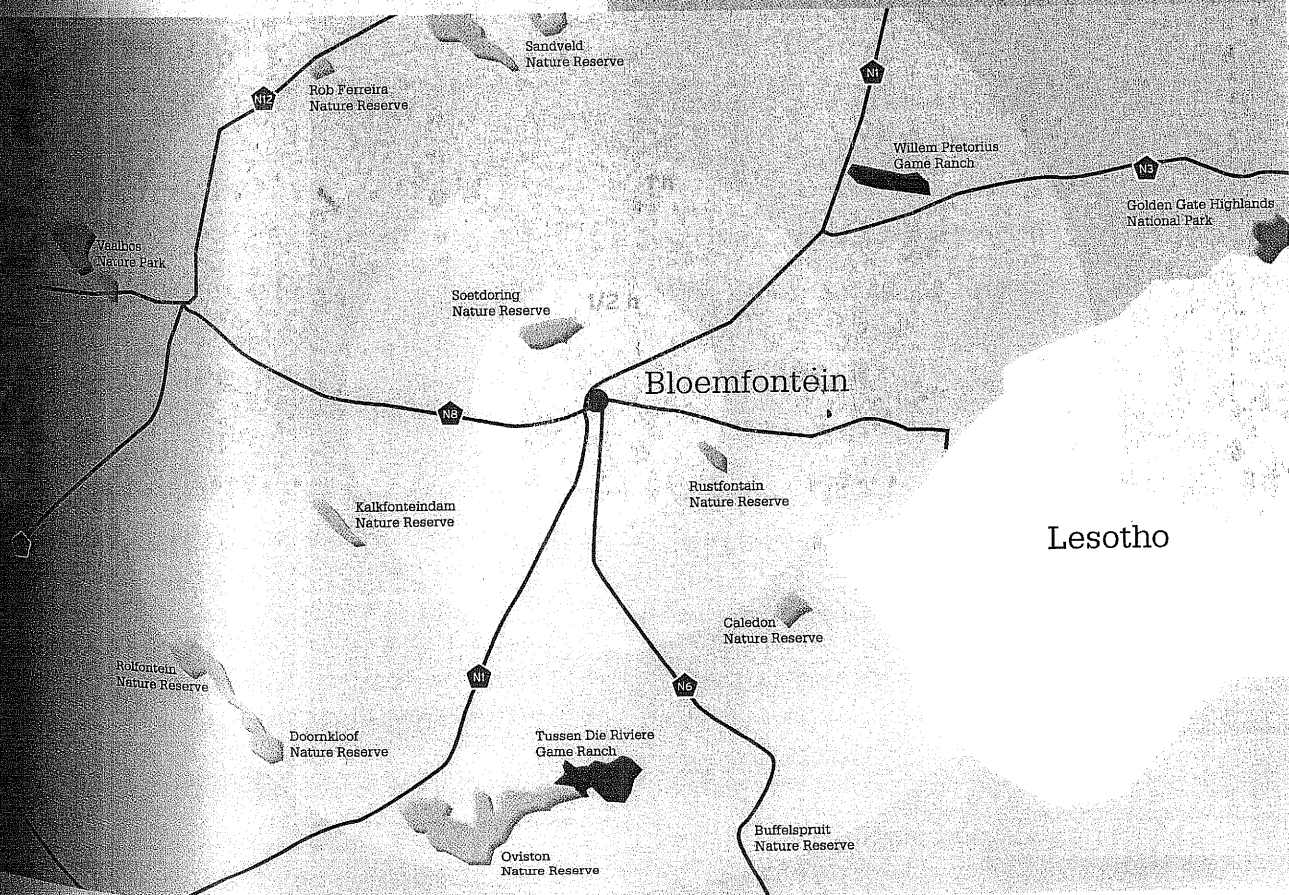 Sandveld
Nature Reserve
N1
N12
Rob Ferreira
Nature Reserve
Willem Pretorius
Game Ranch
N3
Golden Gate Highlands
National Park
Vaalbos
Nature Park
Soetdoring
Nature Reserve
1/2 h
Bloemfontein
N8
Rustfontain
Nature Reserve
Kalkfonteindam
Nature Reserve
Lesotho
Caledon
Nature Reserve
Rolfontein
Nature Reserve
N1
N6
Doornkloof
Nature Reserve
Tussen Die Riviere
Game Ranch
Buffelspruit
Nature Reserve
Oviston
Nature Reserve